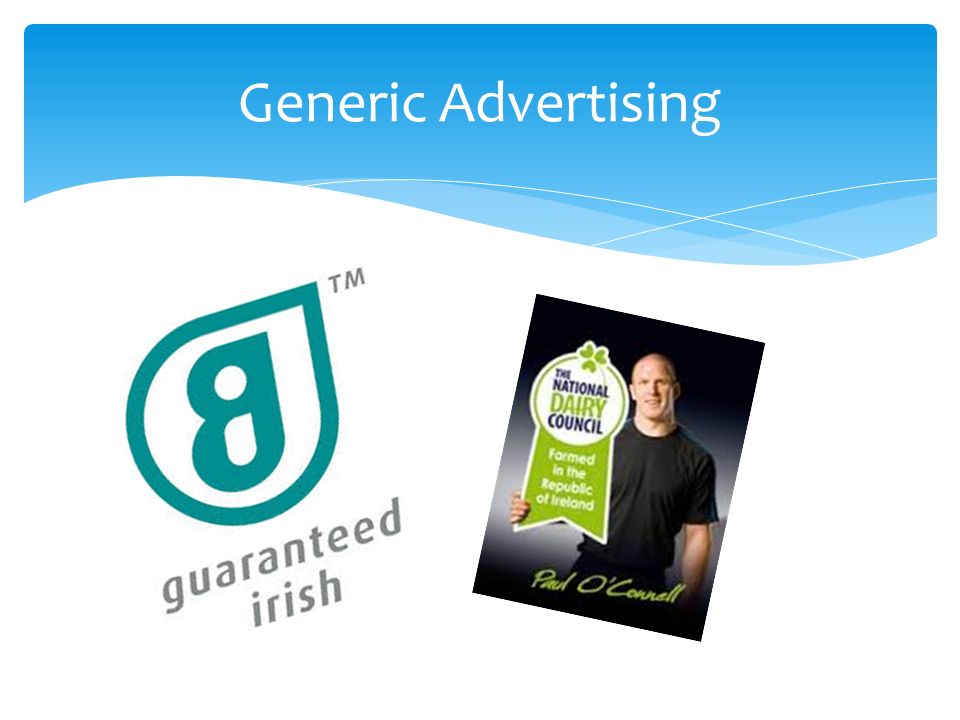 Generic Advertising
TM
guaranteed
irish
THE
NATIONAL
DAIRY
COUNCIL
Farmed
in the
Republic
of Ireland
Paul O'Connell